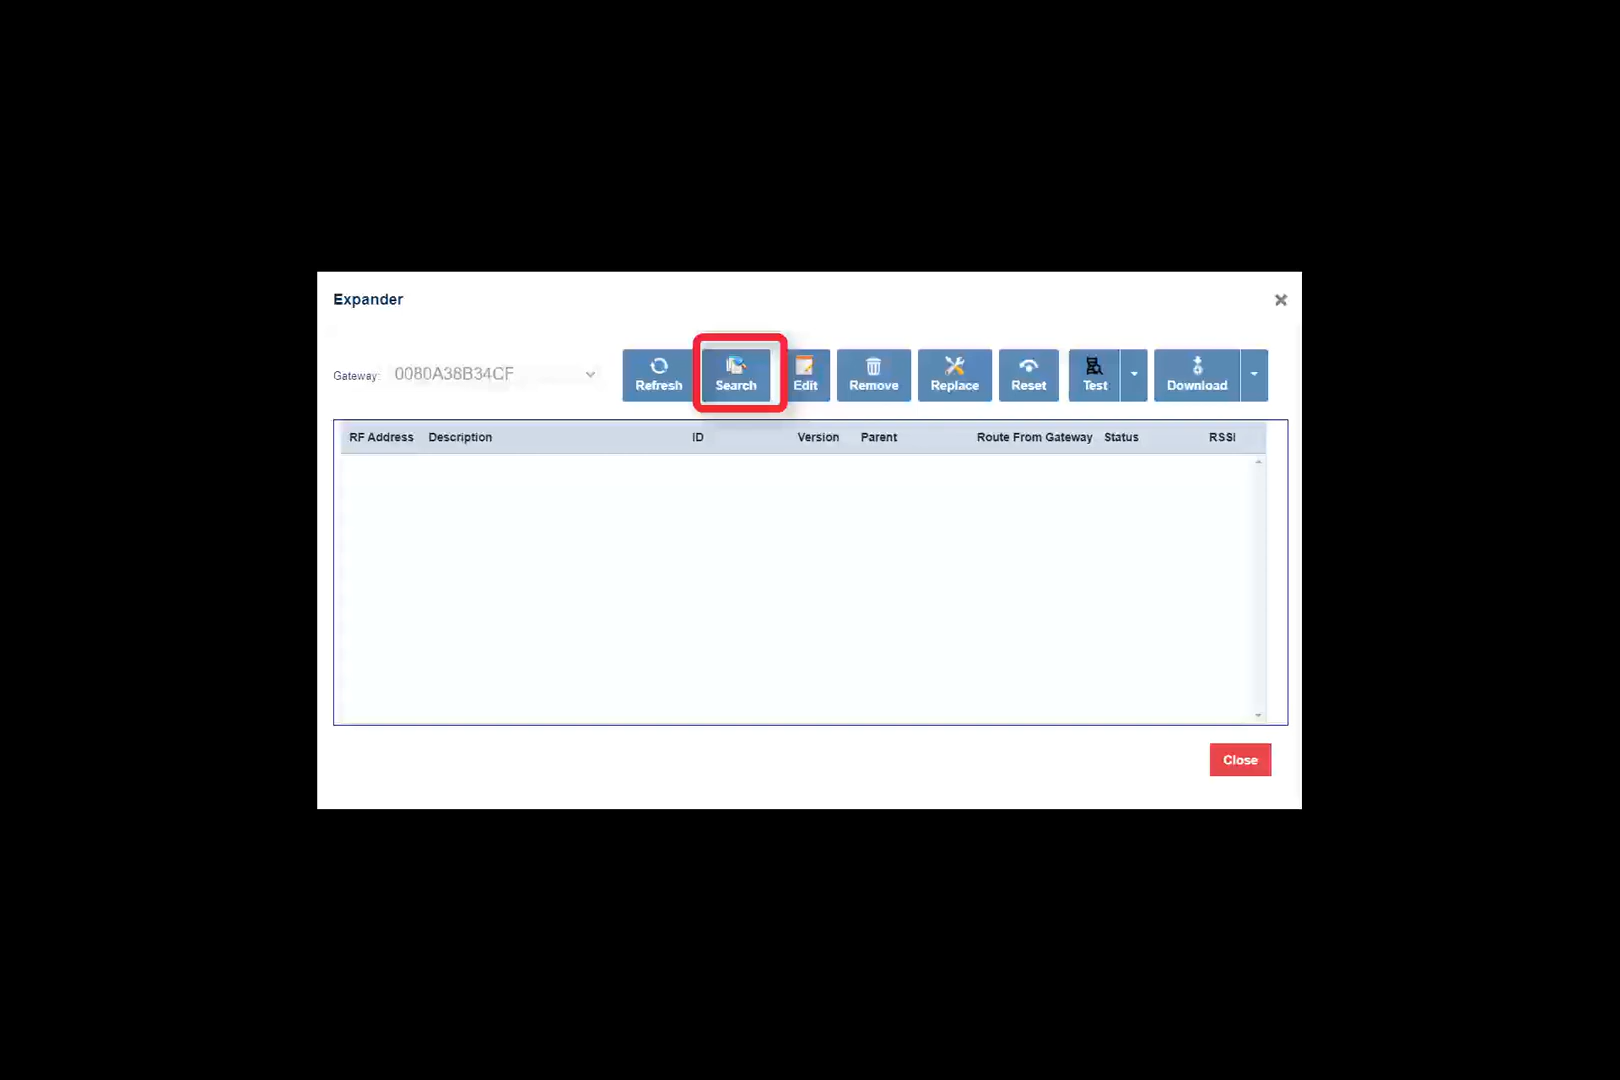 Expander
Gateway: 0080A38B34CF
Refresh Search Edit Remove Replace Reset Test Download
RF Address Description ID Version Parent Route From Gateway Status RSSI
Close